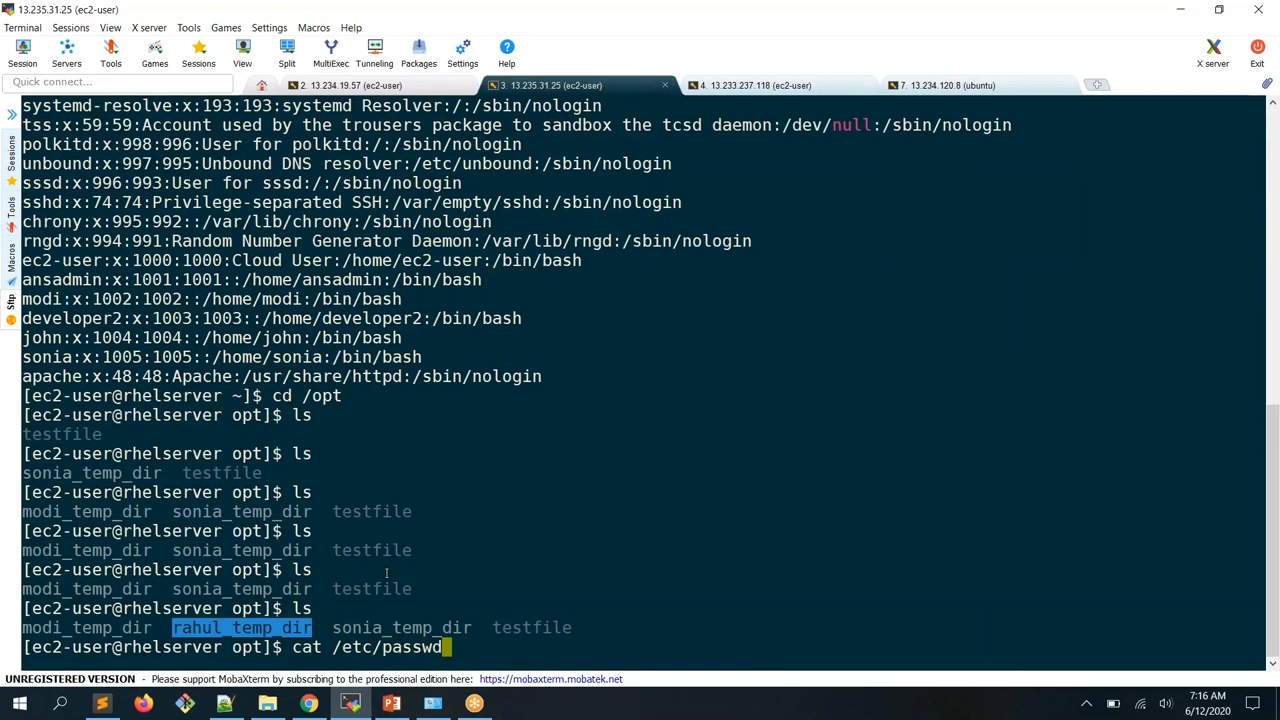 13.235.31.25 (ec2-user)
Terminal Sessions View X server Tools Games Settings Macros Help
Session Servers Tools Games Sessions View Split MultiExec Tunneling Packages Settings Help X server Exit
Quick connect...
2. 13.234.19.57 (ec2-user) 3. 13.235.31.25 (ec2-user) 4. 13.233.237.118 (ec2-user) 7. 13.234.120.8 (ubuntu)
Sessions
Tools
Macros
Sftp
systemd-resolve:x:193:193:systemd Resolver:/:/sbin/nologin
tss:x:59:59:Account used by the trousers package to sandbox the tcsd daemon:/dev/null:/sbin/nologin
polkitd:x:998:996:User for polkitd:/:/sbin/nologin
unbound:x:997:995:Unbound DNS resolver:/etc/unbound:/sbin/nologin
sssd:x:996:993:User for sssd:/:/sbin/nologin
sshd:x:74:74:Privilege-separated SSH:/var/empty/sshd:/sbin/nologin
chrony:x:995:992::/var/lib/chrony:/sbin/nologin
rngd:x:994:991:Random Number Generator Daemon:/var/lib/rngd:/sbin/nologin
ec2-user:x:1000:1000:Cloud User:/home/ec2-user:/bin/bash
ansadmin:x:1001:1001::/home/ansadmin:/bin/bash
modi:x:1002:1002::/home/modi:/bin/bash
developer2:x:1003:1003::/home/developer2:/bin/bash
john:x:1004:1004::/home/john:/bin/bash
sonia:x:1005:1005::/home/sonia:/bin/bash
apache:x:48:48:Apache:/usr/share/httpd:/sbin/nologin
[ec2-user@rhelserver ~]$ cd /opt
[ec2-user@rhelserver opt]$ ls
testfile
[ec2-user@rhelserver opt]$ ls
sonia_temp_dir testfile
[ec2-user@rhelserver opt]$ ls
modi_temp_dir sonia_temp_dir testfile
[ec2-user@rhelserver opt]$ ls
modi_temp_dir sonia_temp_dir testfile
[ec2-user@rhelserver opt]$ ls
modi_temp_dir sonia_temp_dir testfile
[ec2-user@rhelserver opt]$ ls
modi_temp_dir rahul_temp_dir sonia_temp_dir testfile
[ec2-user@rhelserver opt]$ cat /etc/passwd
UNREGISTERED VERSION - Please support MobaXterm by subscribing to the professional edition here: https://mobaxterm.mobatek.net
7:16 AM
6/12/2020